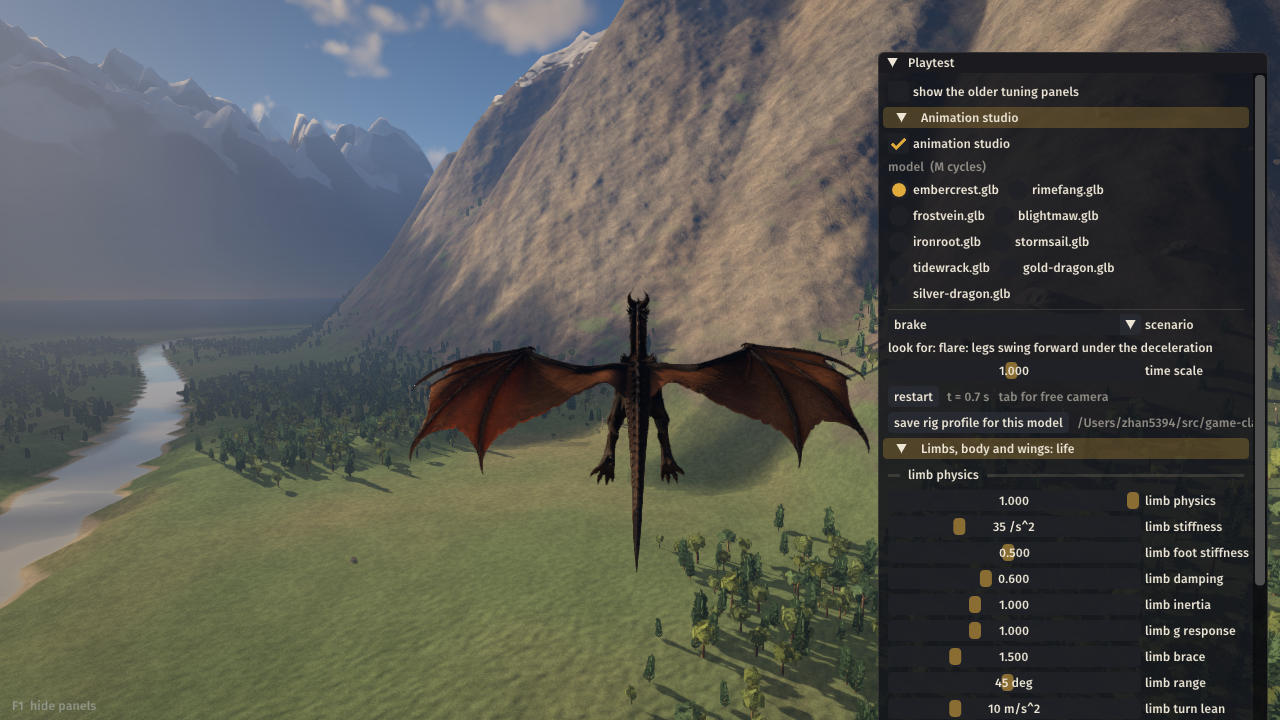 Playtest
show the older tuning panels
Animation studio
animation studio
model (M cycles)
embercrest.glb rimefang.glb
frostvein.glb blightmaw.glb
ironroot.glb stormsail.glb
tidewrack.glb gold-dragon.glb
silver-dragon.glb
brake scenario
look for: flare: legs swing forward under the deceleration
1.000 time scale
restart t = 0.7 s tab for free camera
save rig profile for this model /Users/zhan5394/src/game-cl
Limbs, body and wings: life
limb physics
1.000 limb physics
35 /s^2 limb stiffness
0.500 limb foot stiffness
0.600 limb damping
1.000 limb inertia
1.000 limb g response
1.500 limb brace
45 deg limb range
10 m/s^2 limb turn lean
F1 hide panels